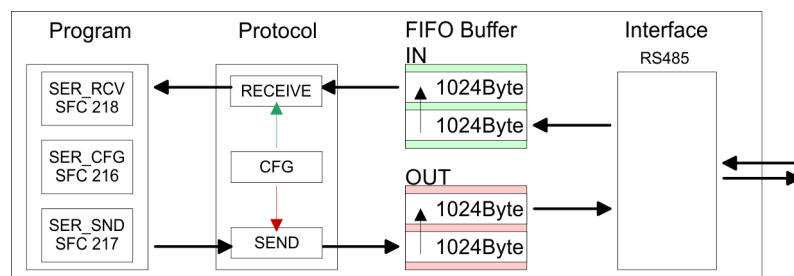 Program
Protocol
FIFO Buffer
Interface
IN
RS485
SER_RCV
SFC 218
RECEIVE
1024Byte
1024Byte
SER_CFG
SFC 216
CFG
OUT
SER_SND
SFC 217
SEND
1024Byte
1024Byte